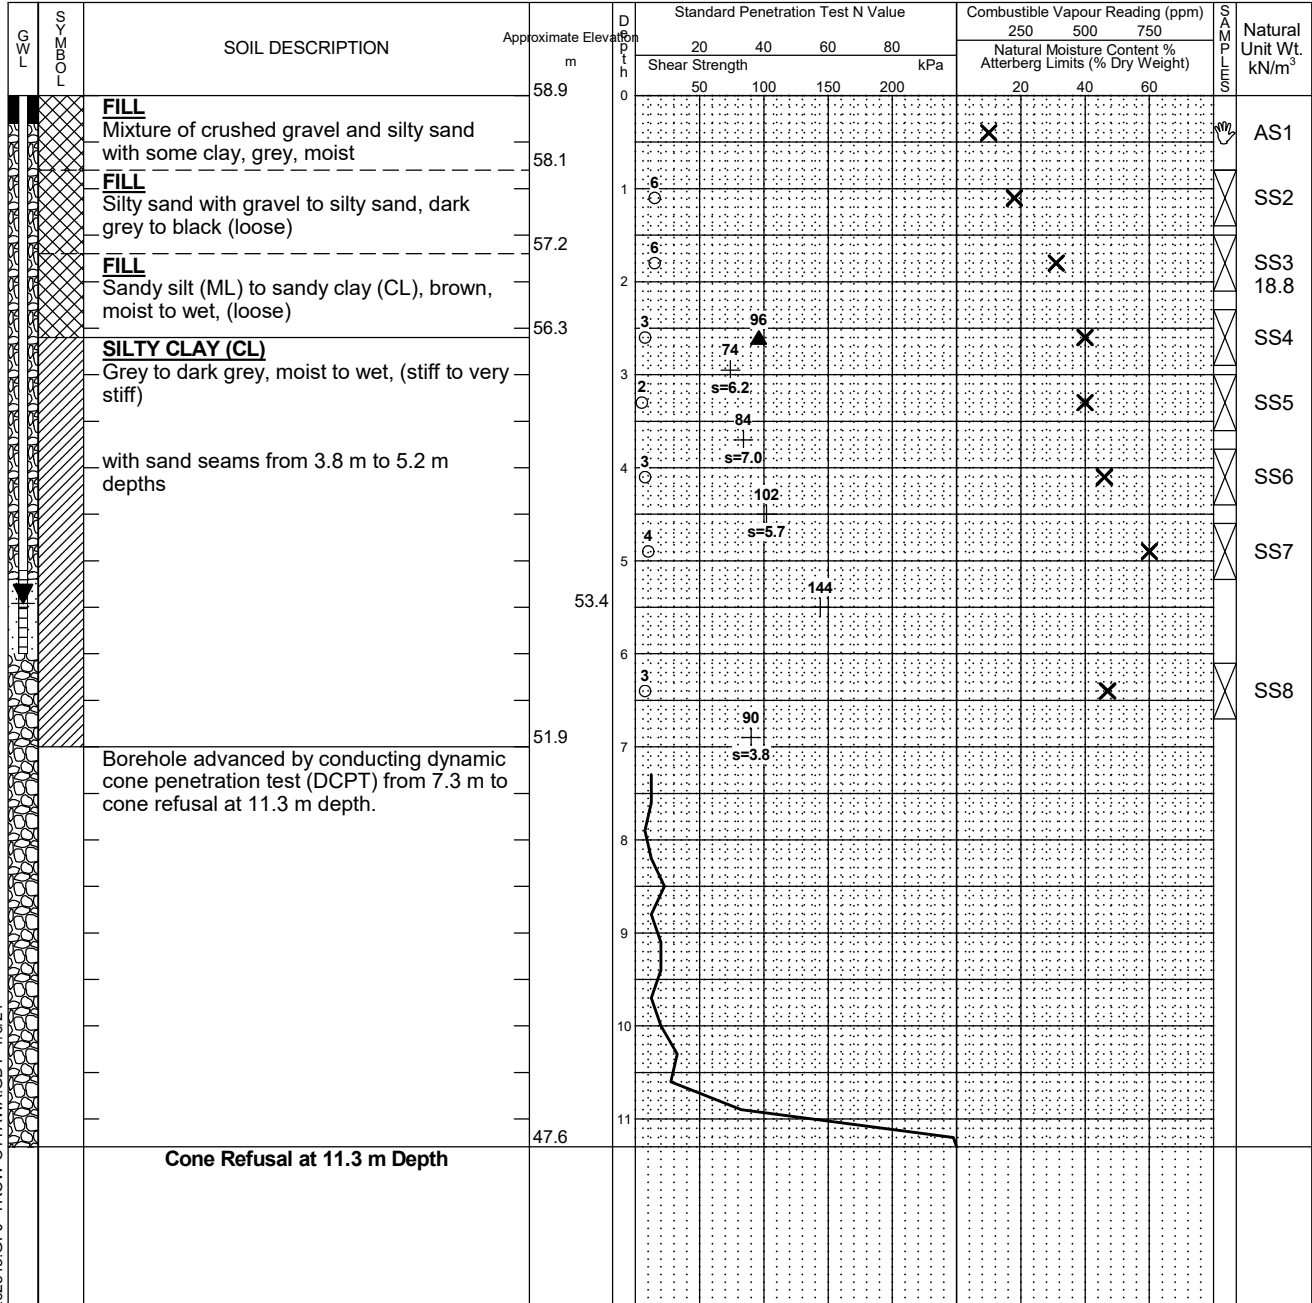 GWL
SYMBOL
SOIL DESCRIPTION
Approximate Elevation
m
Depth
Standard Penetration Test N Value
20 40 60 80
Shear Strength kPa
50 100 150 200
Combustible Vapour Reading (ppm)
250 500 750
Natural Moisture Content %
Atterberg Limits (% Dry Weight)
20 40 60
SAMPLES
Natural
Unit Wt.
kN/m³
58.9
0
FILL
Mixture of crushed gravel and silty sand
with some clay, grey, moist
AS1
58.1
FILL
Silty sand with gravel to silty sand, dark
grey to black (loose)
1
6
SS2
57.2
FILL
Sandy silt (ML) to sandy clay (CL), brown,
moist to wet, (loose)
6
2
SS3
18.8
56.3
3
96
SS4
SILTY CLAY (CL)
Grey to dark grey, moist to wet, (stiff to very
stiff)
74
3
s=6.2
2
SS5
84
s=7.0
with sand seams from 3.8 m to 5.2 m
depths
4
3
SS6
102
s=5.7
4
SS7
5
144
53.4
6
3
SS8
90
s=3.8
51.9
7
Borehole advanced by conducting dynamic
cone penetration test (DCPT) from 7.3 m to
cone refusal at 11.3 m depth.
8
9
10
11
47.6
Cone Refusal at 11.3 m Depth